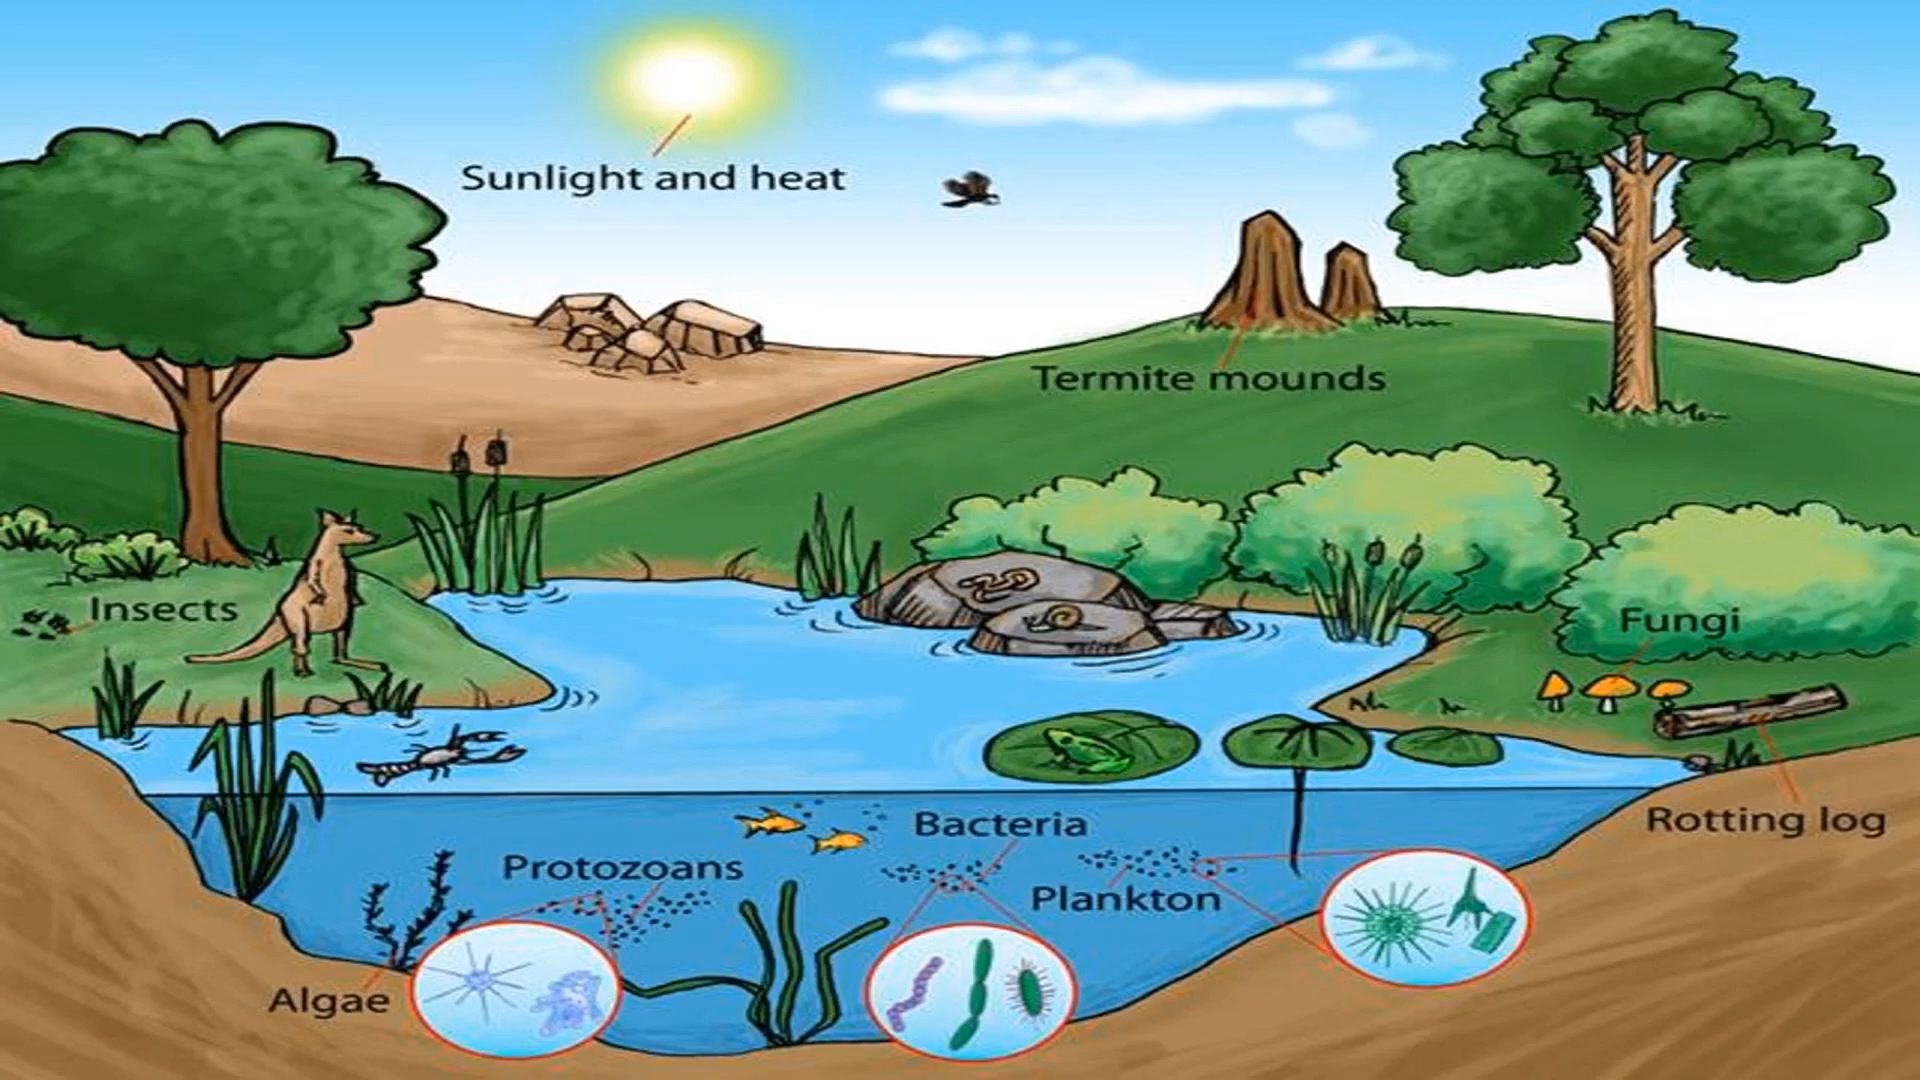 Sunlight and heat
Termite mounds
Insects
Fungi
Rotting log
Bacteria
Protozoans
Plankton
Algae